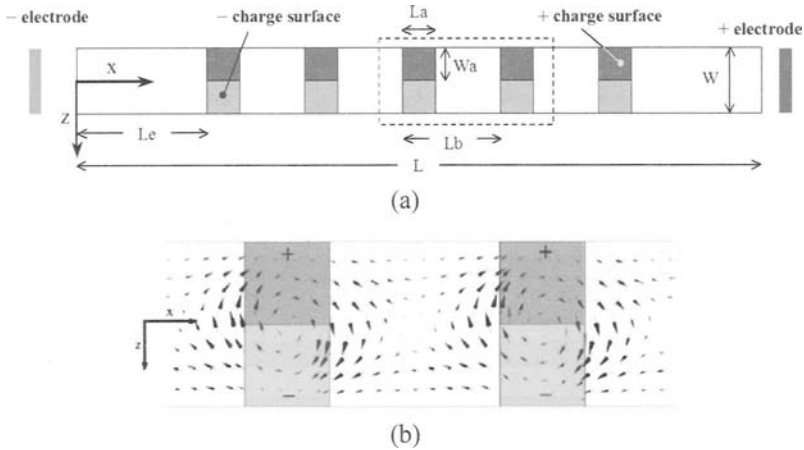 − electrode
− charge surface
La
+ charge surface
+ electrode
X
Wa
W
Z
Le
Lb
L
(a)
+
+
x
z
−
−
(b)